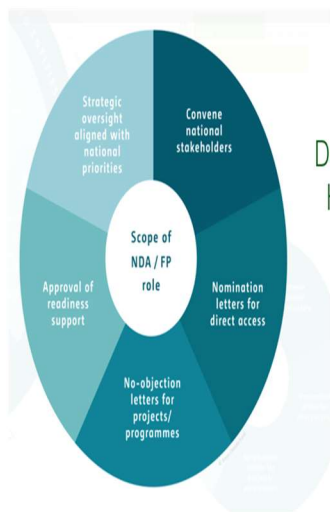 Strategic
oversight
aligned with
national
priorities
Convene
national
stakeholders
Scope of
NDA / FP
role
Approval of
readiness
support
Nomination
letters for
direct access
No-objection
letters for
projects/
programmes
D